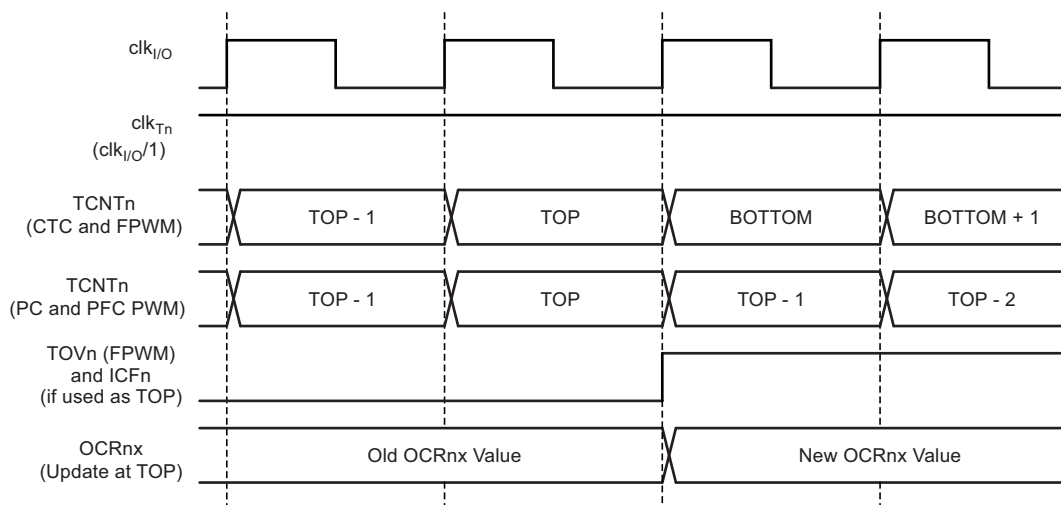 clkI/O
clkTn
(clkI/O/1)
TCNTn
(CTC and FPWM)
TOP - 1
TOP
BOTTOM
BOTTOM + 1
TCNTn
(PC and PFC PWM)
TOP - 1
TOP
TOP - 1
TOP - 2
TOVn (FPWM)
and ICFn
(if used as TOP)
OCRnx
(Update at TOP)
Old OCRnx Value
New OCRnx Value